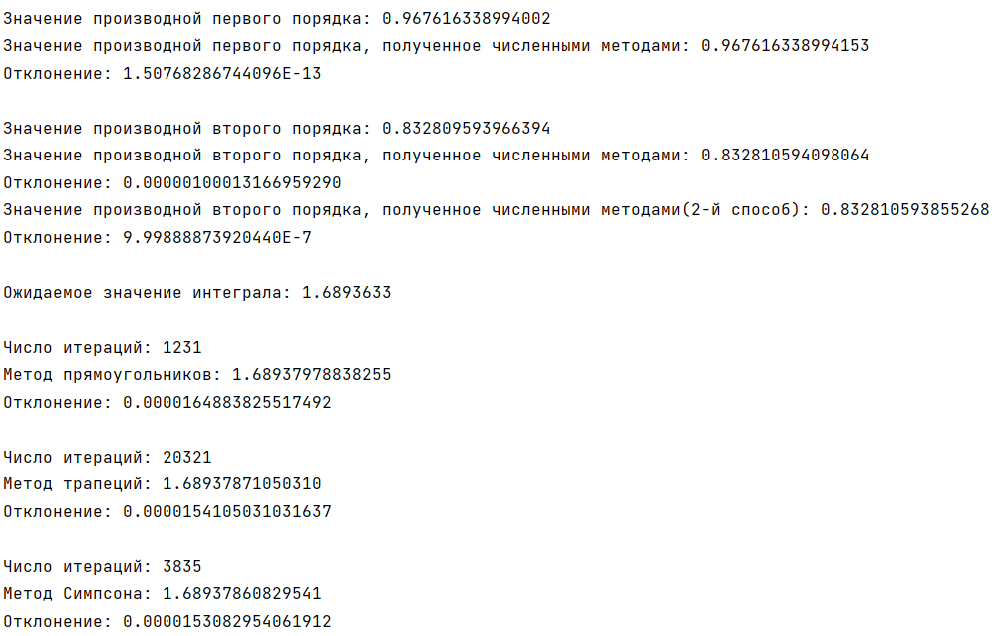 Значение производной первого порядка: 0.967616338994002
Значение производной первого порядка, полученное численными методами: 0.967616338994153
Отклонение: 1.50768286744096E-13
Значение производной второго порядка: 0.832809593966394
Значение производной второго порядка, полученное численными методами: 0.832810594098064
Отклонение: 0.00000100013166959290
Значение производной второго порядка, полученное численными методами(2-й способ): 0.832810593855268
Отклонение: 9.99888873920440E-7
Ожидаемое значение интеграла: 1.6893633
Число итераций: 1231
Метод прямоугольников: 1.68937978838255
Отклонение: 0.0000164883825517492
Число итераций: 20321
Метод трапеций: 1.68937871050310
Отклонение: 0.0000154105031031637
Число итераций: 3835
Метод Симпсона: 1.68937860829541
Отклонение: 0.0000153082954061912